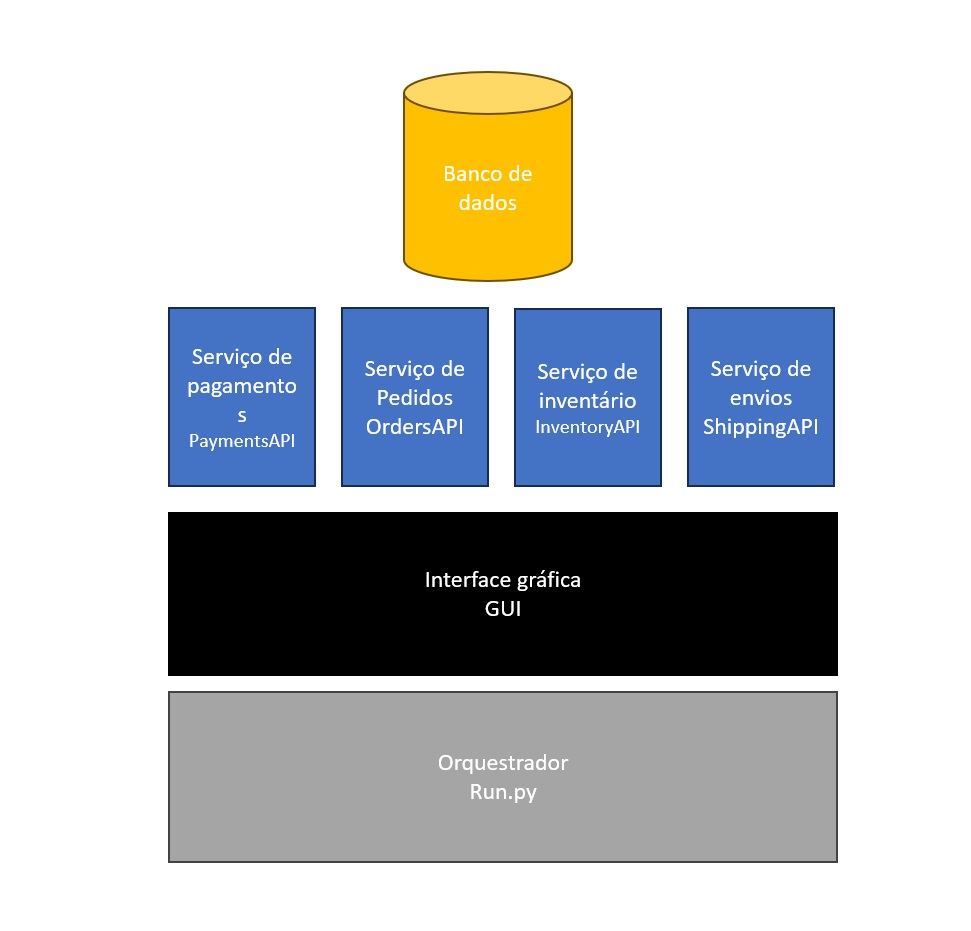 Banco de
dados
Serviço de
pagamento
s
PaymentsAPI
Serviço de
Pedidos
OrdersAPI
Serviço de
inventário
InventoryAPI
Serviço de
envios
ShippingAPI
Interface gráfica
GUI
Orquestrador
Run.py